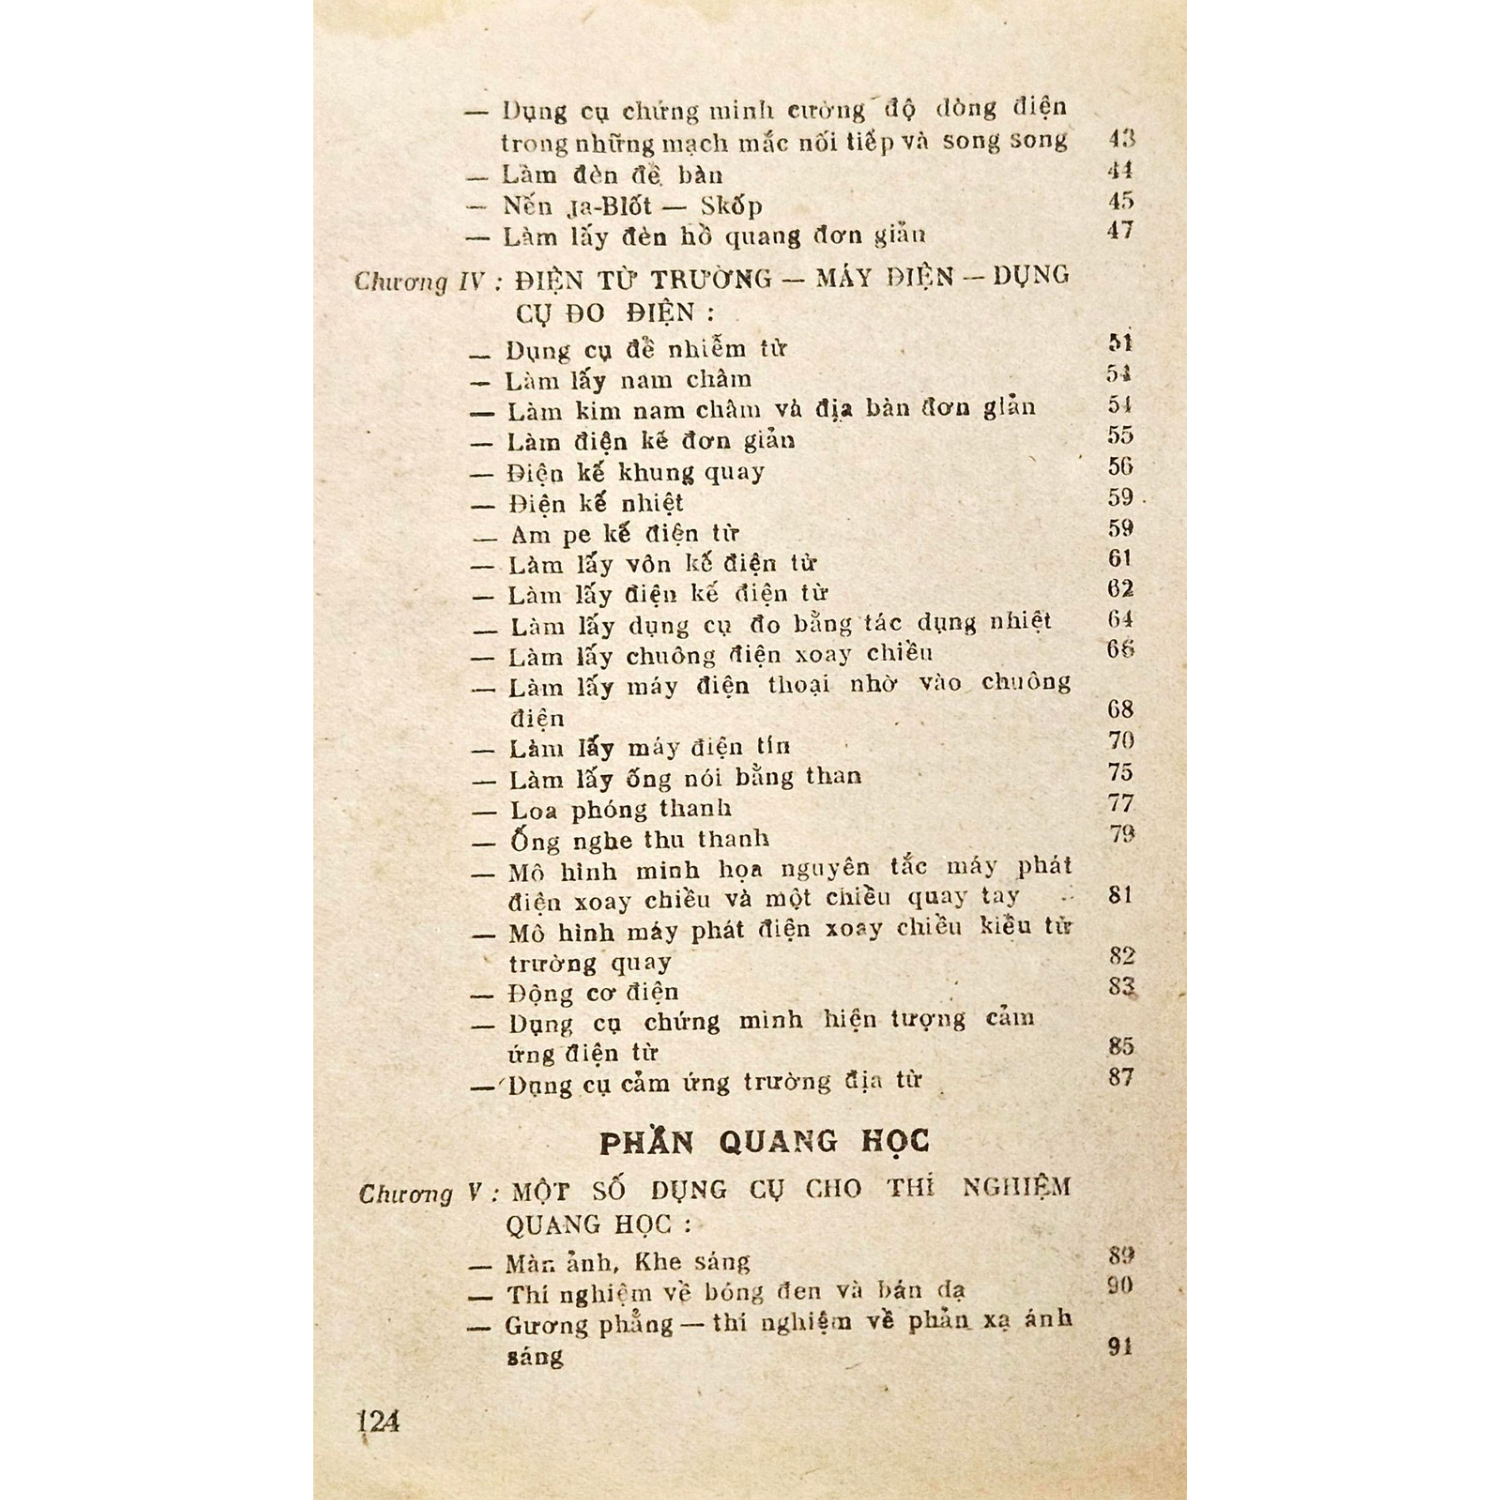 — Dụng cụ chứng minh cường độ dòng điện
trong những mạch mắc nối tiếp và song song 43
— Làm đèn để bàn 44
— Nến Ja-Blốt — Skốp 45
— Làm lấy đèn hồ quang đơn giản 47
Chương IV : ĐIỆN TỪ TRƯỜNG — MÁY ĐIỆN — DỤNG
CỤ ĐO ĐIỆN :
— Dụng cụ để nhiễm từ 51
— Làm lấy nam châm 54
— Làm kim nam châm và địa bàn đơn giản 54
— Làm điện kế đơn giản 55
— Điện kế khung quay 56
— Điện kế nhiệt 59
— Am pe kế điện từ 59
— Làm lấy vôn kế điện từ 61
— Làm lấy điện kế điện từ 62
— Làm lấy dụng cụ đo bằng tác dụng nhiệt 64
— Làm lấy chuông điện xoay chiều 66
— Làm lấy máy điện thoại nhờ vào chuông
điện 68
— Làm lấy máy điện tín 70
— Làm lấy ống nói bằng than 75
— Loa phóng thanh 77
— Ống nghe thu thanh 79
— Mô hình minh họa nguyên tắc máy phát
điện xoay chiều và một chiều quay tay 81
— Mô hình máy phát điện xoay chiều kiểu từ
trường quay 82
— Động cơ điện 83
— Dụng cụ chứng minh hiện tượng cảm
ứng điện từ 85
— Dụng cụ cảm ứng trường địa từ 87
PHẦN QUANG HỌC
Chương V : MỘT SỐ DỤNG CỤ CHO THÍ NGHIỆM
QUANG HỌC :
— Màn ảnh, Khe sáng 89
— Thí nghiệm về bóng đen và bán dạ 90
— Gương phẳng — thí nghiệm về phản xạ ánh
sáng 91
124